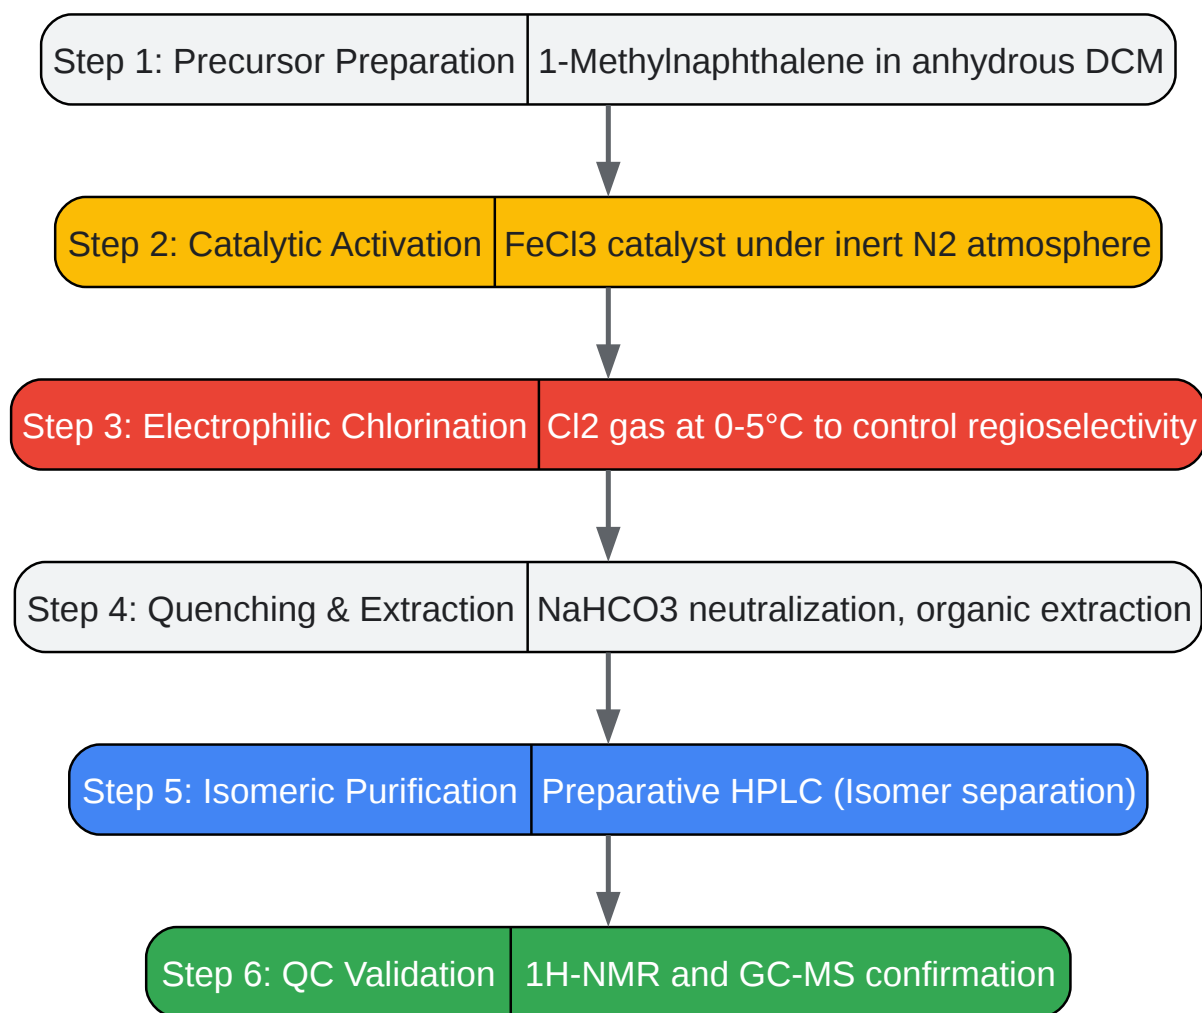 Step 1: Precursor Preparation 1-Methylnaphthalene in anhydrous DCM
Step 2: Catalytic Activation FeCl3 catalyst under inert N2 atmosphere
Step 3: Electrophilic Chlorination Cl2 gas at 0-5°C to control regioselectivity
Step 4: Quenching & Extraction NaHCO3 neutralization, organic extraction
Step 5: Isomeric Purification Preparative HPLC (Isomer separation)
Step 6: QC Validation 1H-NMR and GC-MS confirmation